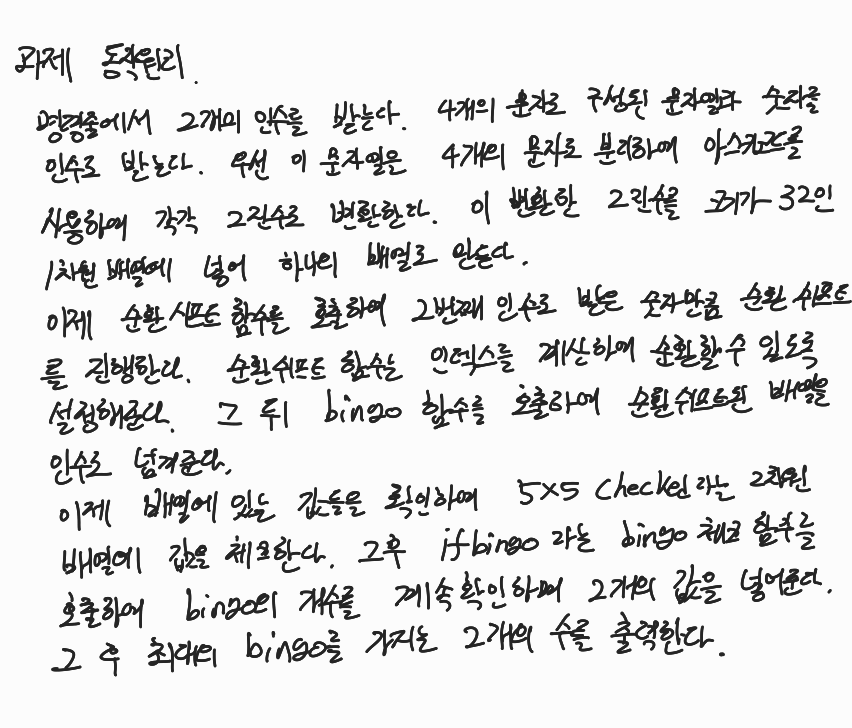 과제 동작원리.
명령줄에서 2개의 인수를 받는다. 4개의 문자로 구성된 문자열과 숫자를
인수로 받는다. 우선 이 문자열을 4개의 문자로 분리하여 아스키코드를
사용하여 각각 2진수로 변환한다. 이 변환한 2진수를 크기가 32인
1차원 배열에 넣어 하나의 배열로 만든다.
이제 순환 시프트 함수를 호출하여 2번째 인수로 받은 숫자만큼 순환 쉬프트
를 진행한다. 순환쉬프트 함수는 인덱스를 계산하여 순환할 수 있도록
설정해준다. 그 뒤 bingo 함수를 호출하여 순환쉬프트된 배열을
인수로 넘겨준다.
이제 배열에 있는 값들을 확인하여 5×5 check인 라는 2차원
배열에 값을 체크한다. 그후 ifbingo 라는 bingo 체크 함수를
호출하여 bingo의 개수를 계속 확인하며 2개의 값을 넣어준다.
그 후 최대의 bingo를 가지는 2개의 수를 출력한다.